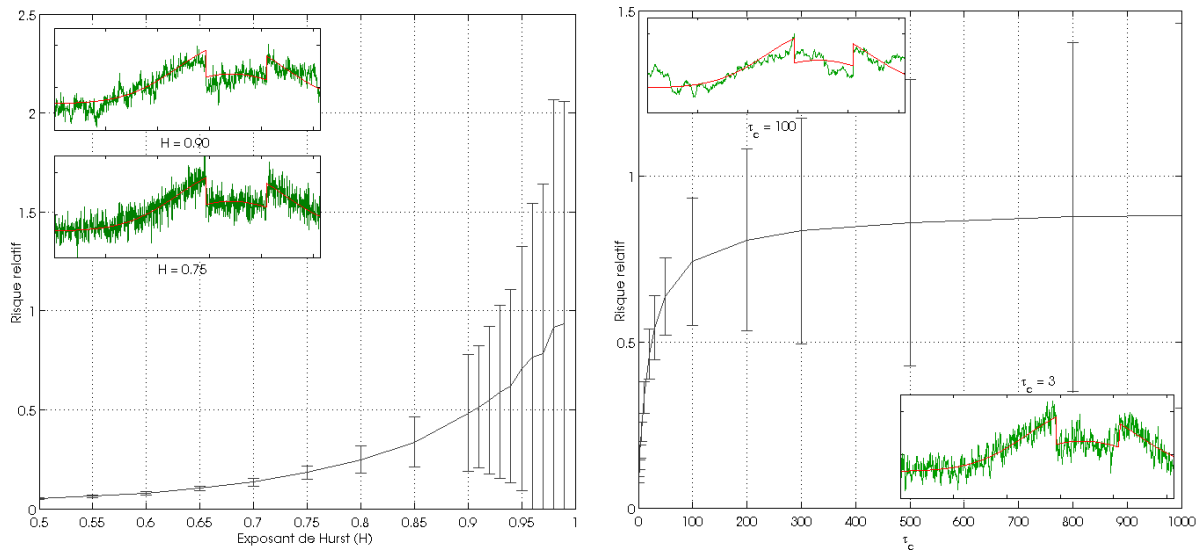 2.5
2
1.5
1
0.5
0
Risque relatif
H = 0.90
H = 0.75
0.5 0.55 0.6 0.65 0.7 0.75 0.8 0.85 0.9 0.95 1
Exposant de Hurst (H)
1.5
1
0.5
0
Risque relatif
τc = 100
τc = 3
0 100 200 300 400 500 600 700 800 900 1000
τc